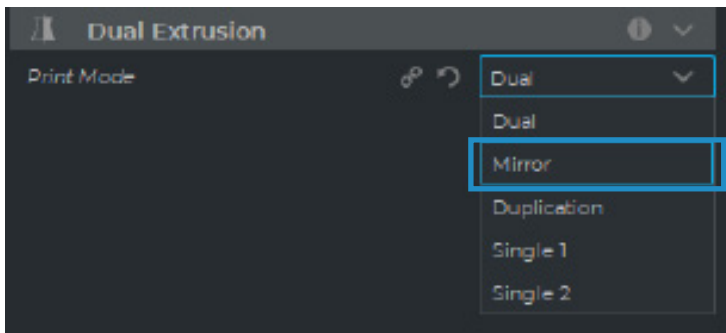 Dual Extrusion
Print Mode
Dual
Dual
Mirror
Duplication
Single 1
Single 2